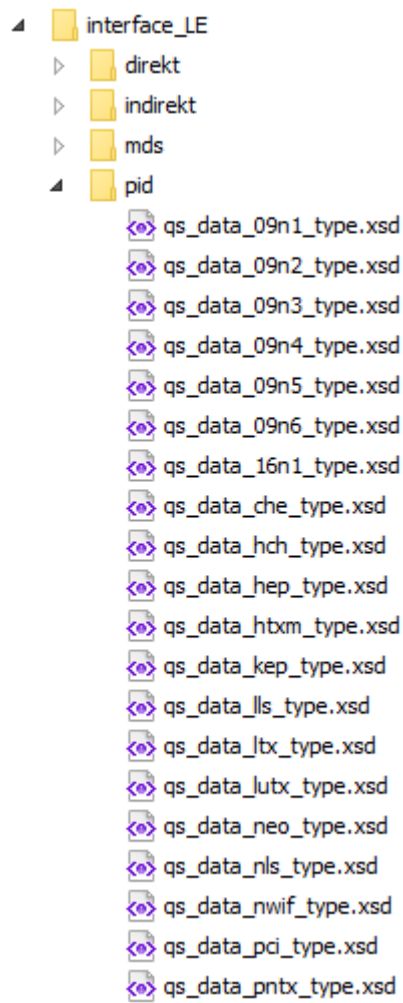 interface_LE
direkt
indirekt
mds
pid
qs_data_09n1_type.xsd
qs_data_09n2_type.xsd
qs_data_09n3_type.xsd
qs_data_09n4_type.xsd
qs_data_09n5_type.xsd
qs_data_09n6_type.xsd
qs_data_16n1_type.xsd
qs_data_che_type.xsd
qs_data_hch_type.xsd
qs_data_hep_type.xsd
qs_data_htxm_type.xsd
qs_data_kep_type.xsd
qs_data_lls_type.xsd
qs_data_ltx_type.xsd
qs_data_lutx_type.xsd
qs_data_neo_type.xsd
qs_data_nls_type.xsd
qs_data_nwif_type.xsd
qs_data_pci_type.xsd
qs_data_pntx_type.xsd